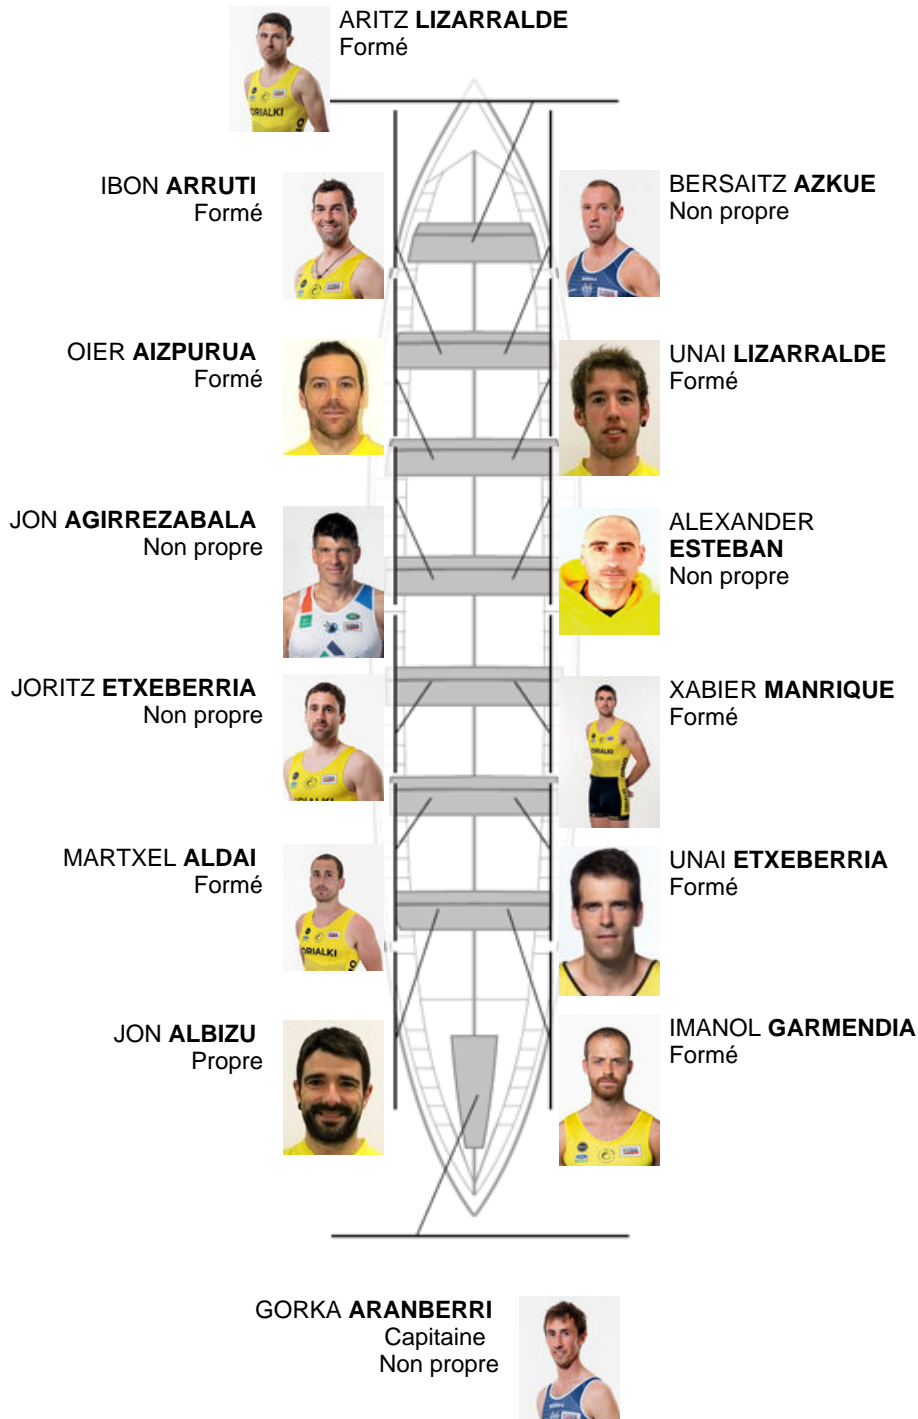 ARITZ LIZARRALDE
Formé
IBON ARRUTI
Formé
BERSAITZ AZKUE
Non propre
OIER AIZPURUA
Formé
UNAI LIZARRALDE
Formé
JON AGIRREZABALA
Non propre
ALEXANDER
ESTEBAN
Non propre
JORITZ ETXEBERRIA
Non propre
XABIER MANRIQUE
Formé
MARTXEL ALDAI
Formé
UNAI ETXEBERRIA
Formé
JON ALBIZU
Propre
IMANOL GARMENDIA
Formé
GORKA ARANBERRI
Capitaine
Non propre